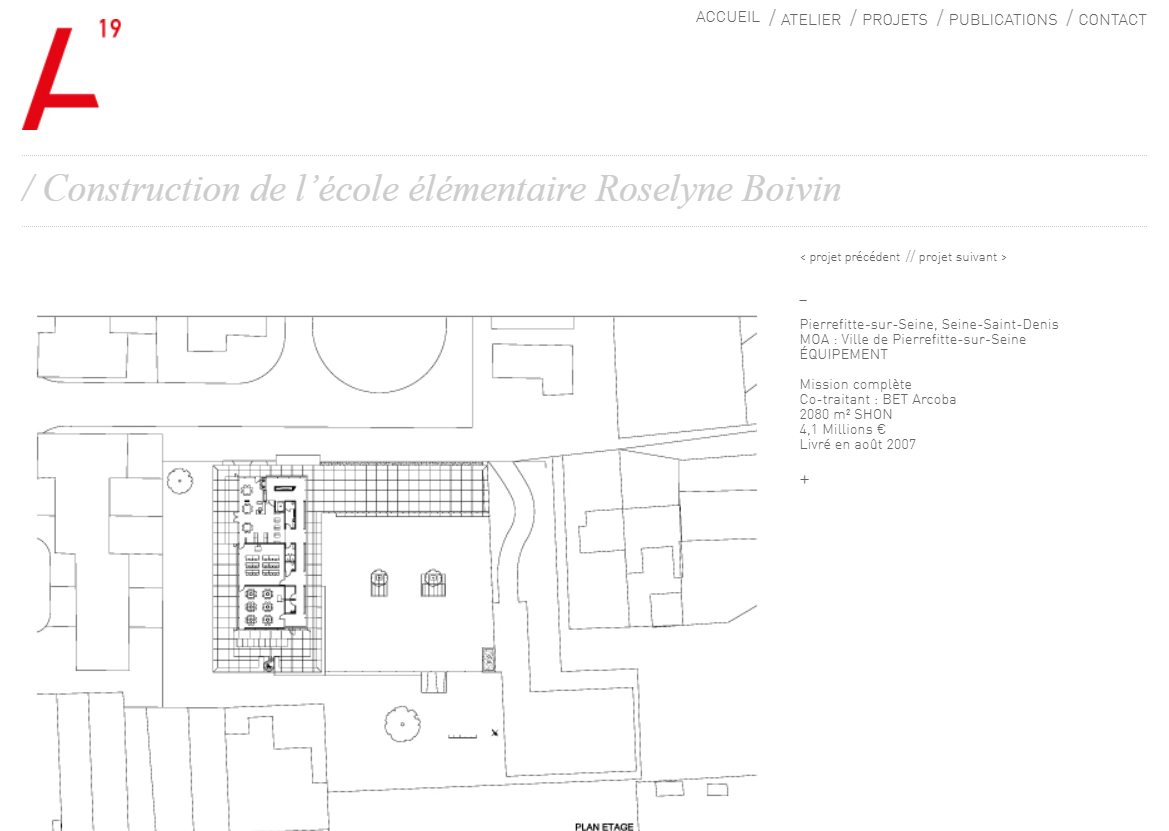 19
ACCUEIL / ATELIER / PROJETS / PUBLICATIONS / CONTACT
/ Construction de l’école élémentaire Roselyne Boivin
< projet précédent // projet suivant >
_
Pierrefitte-sur-Seine, Seine-Saint-Denis
MOA : Ville de Pierrefitte-sur-Seine
ÉQUIPEMENT
Mission complète
Co-traitant : BET Arcoba
2080 m² SHON
4,1 Millions €
Livré en août 2007
+
PLAN ETAGE